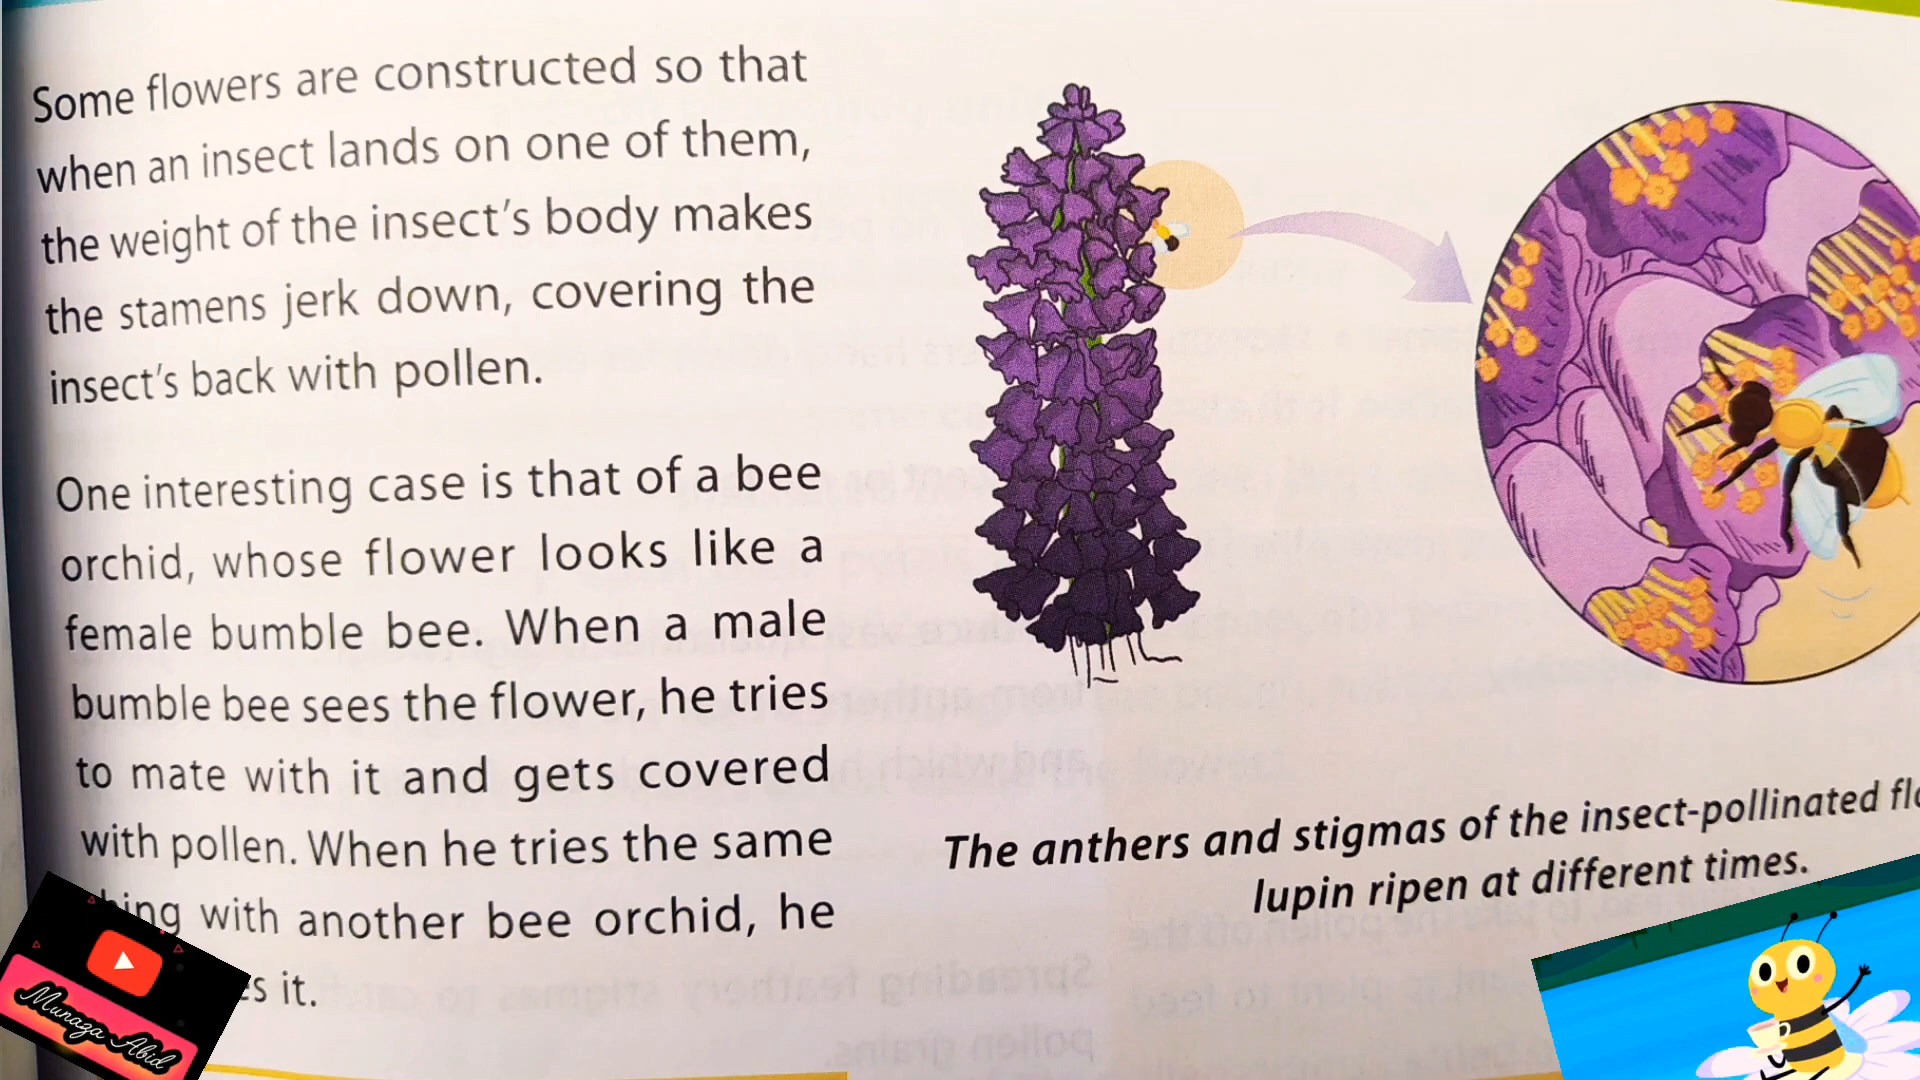 Some flowers are constructed so that
when an insect lands on one of them,
the weight of the insect's body makes
the stamens jerk down, covering the
insect's back with pollen.
One interesting case is that of a bee
orchid, whose flower looks like a
female bumble bee. When a male
bumble bee sees the flower, he tries
to mate with it and gets covered
with pollen. When he tries the same
with another bee orchid, he
it.
The anthers and stigmas of the insect-pollinated
lupin ripen at different times.
Munaza Abid